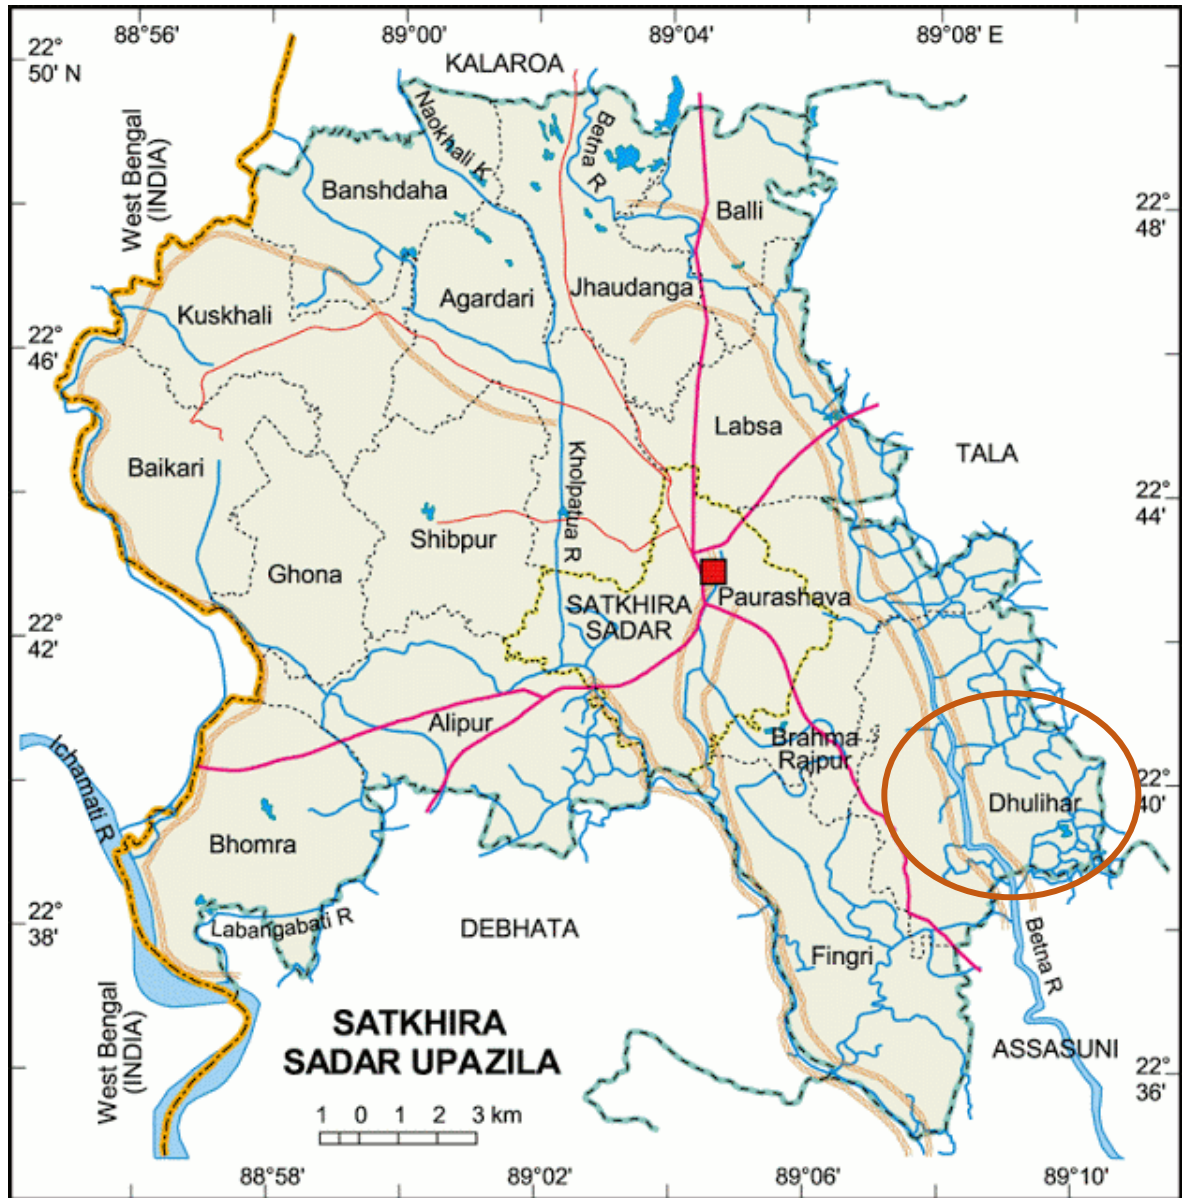 88°56'
89°00'
89°04'
89°08' E
22°
50' N
KALAROA
West Bengal
(INDIA)
Naokhali K
Betna R
Banshdaha
Balli
22°
48'
Kuskhali
Agardari
Jhaudanga
22°
46'
Labsa
Baikari
Kholpatua R
TALA
22°
44'
Shibpur
Ghona
SATKHIRA
SADAR
Paurashava
22°
42'
Alipur
Brahma
Rajpur
Ichamati R
Dhulihar
22°
40'
Bhomra
22°
38'
Labangabati R
DEBHATA
Fingri
Betna R
West Bengal
(INDIA)
SATKHIRA
SADAR UPAZILA
ASSASUNI
22°
36'
1 0 1 2 3 km
88°58'
89°02'
89°06'
89°10'